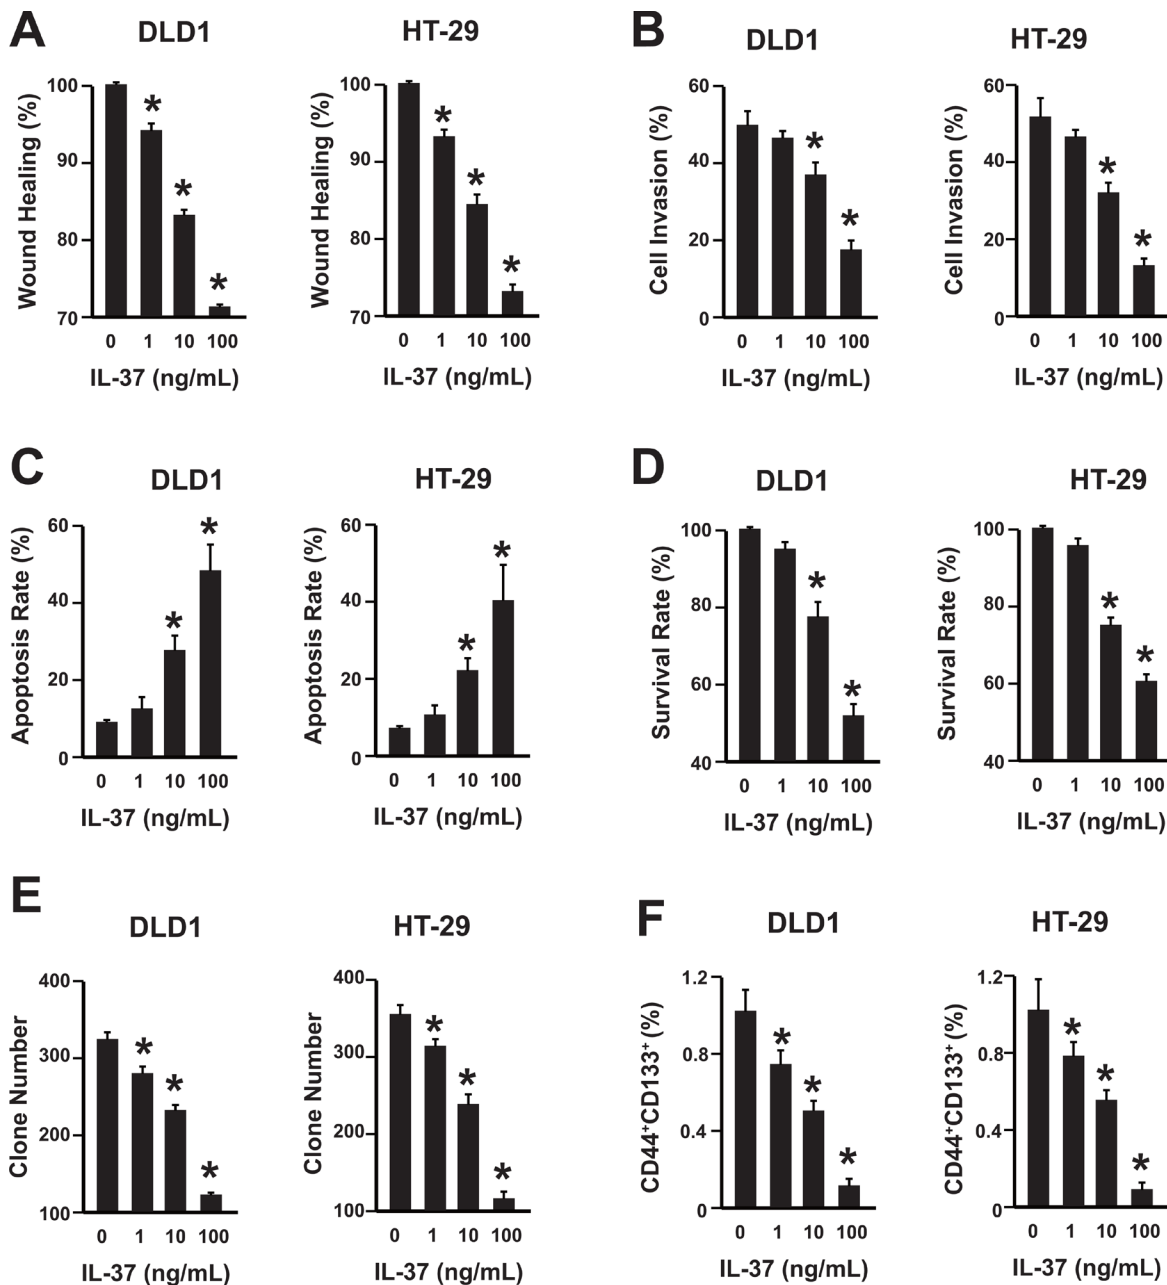 A
DLD1
HT-29
Wound Healing (%)
100
90
80
70
*
*
*
0 1 10 100
IL-37 (ng/mL)
Wound Healing (%)
100
90
80
70
*
*
*
0 1 10 100
IL-37 (ng/mL)
B
DLD1
HT-29
Cell Invasion (%)
60
40
20
0
*
*
0 1 10 100
IL-37 (ng/mL)
Cell Invasion (%)
60
40
20
0
*
*
0 1 10 100
IL-37 (ng/mL)
C
DLD1
HT-29
Apoptosis Rate (%)
60
40
20
0
*
*
0 1 10 100
IL-37 (ng/mL)
Apoptosis Rate (%)
60
40
20
0
*
*
0 1 10 100
IL-37 (ng/mL)
D
DLD1
HT-29
Survival Rate (%)
100
80
60
40
*
*
0 1 10 100
IL-37 (ng/mL)
Survival Rate (%)
100
80
60
40
*
*
0 1 10 100
IL-37 (ng/mL)
E
DLD1
HT-29
Clone Number
400
300
200
100
*
*
*
0 1 10 100
IL-37 (ng/mL)
Clone Number
400
300
200
100
*
*
*
0 1 10 100
IL-37 (ng/mL)
F
DLD1
HT-29
CD44⁺CD133⁺ (%)
1.2
0.8
0.4
0
*
*
*
0 1 10 100
IL-37 (ng/mL)
CD44⁺CD133⁺ (%)
1.2
0.8
0.4
0
*
*
*
0 1 10 100
IL-37 (ng/mL)